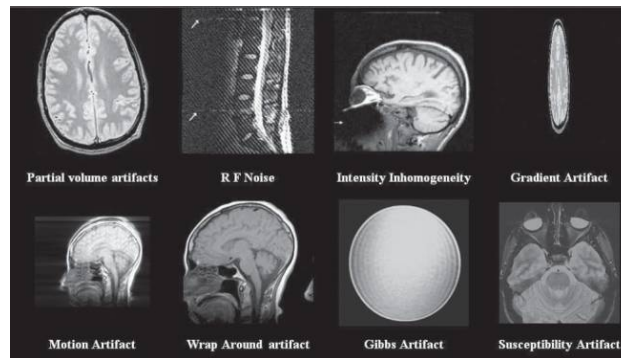 Partial volume artifacts
R F Noise
Intensity Inhomogeneity
Gradient Artifact
Motion Artifact
Wrap Around artifact
Gibbs Artifact
Susceptibility Artifact